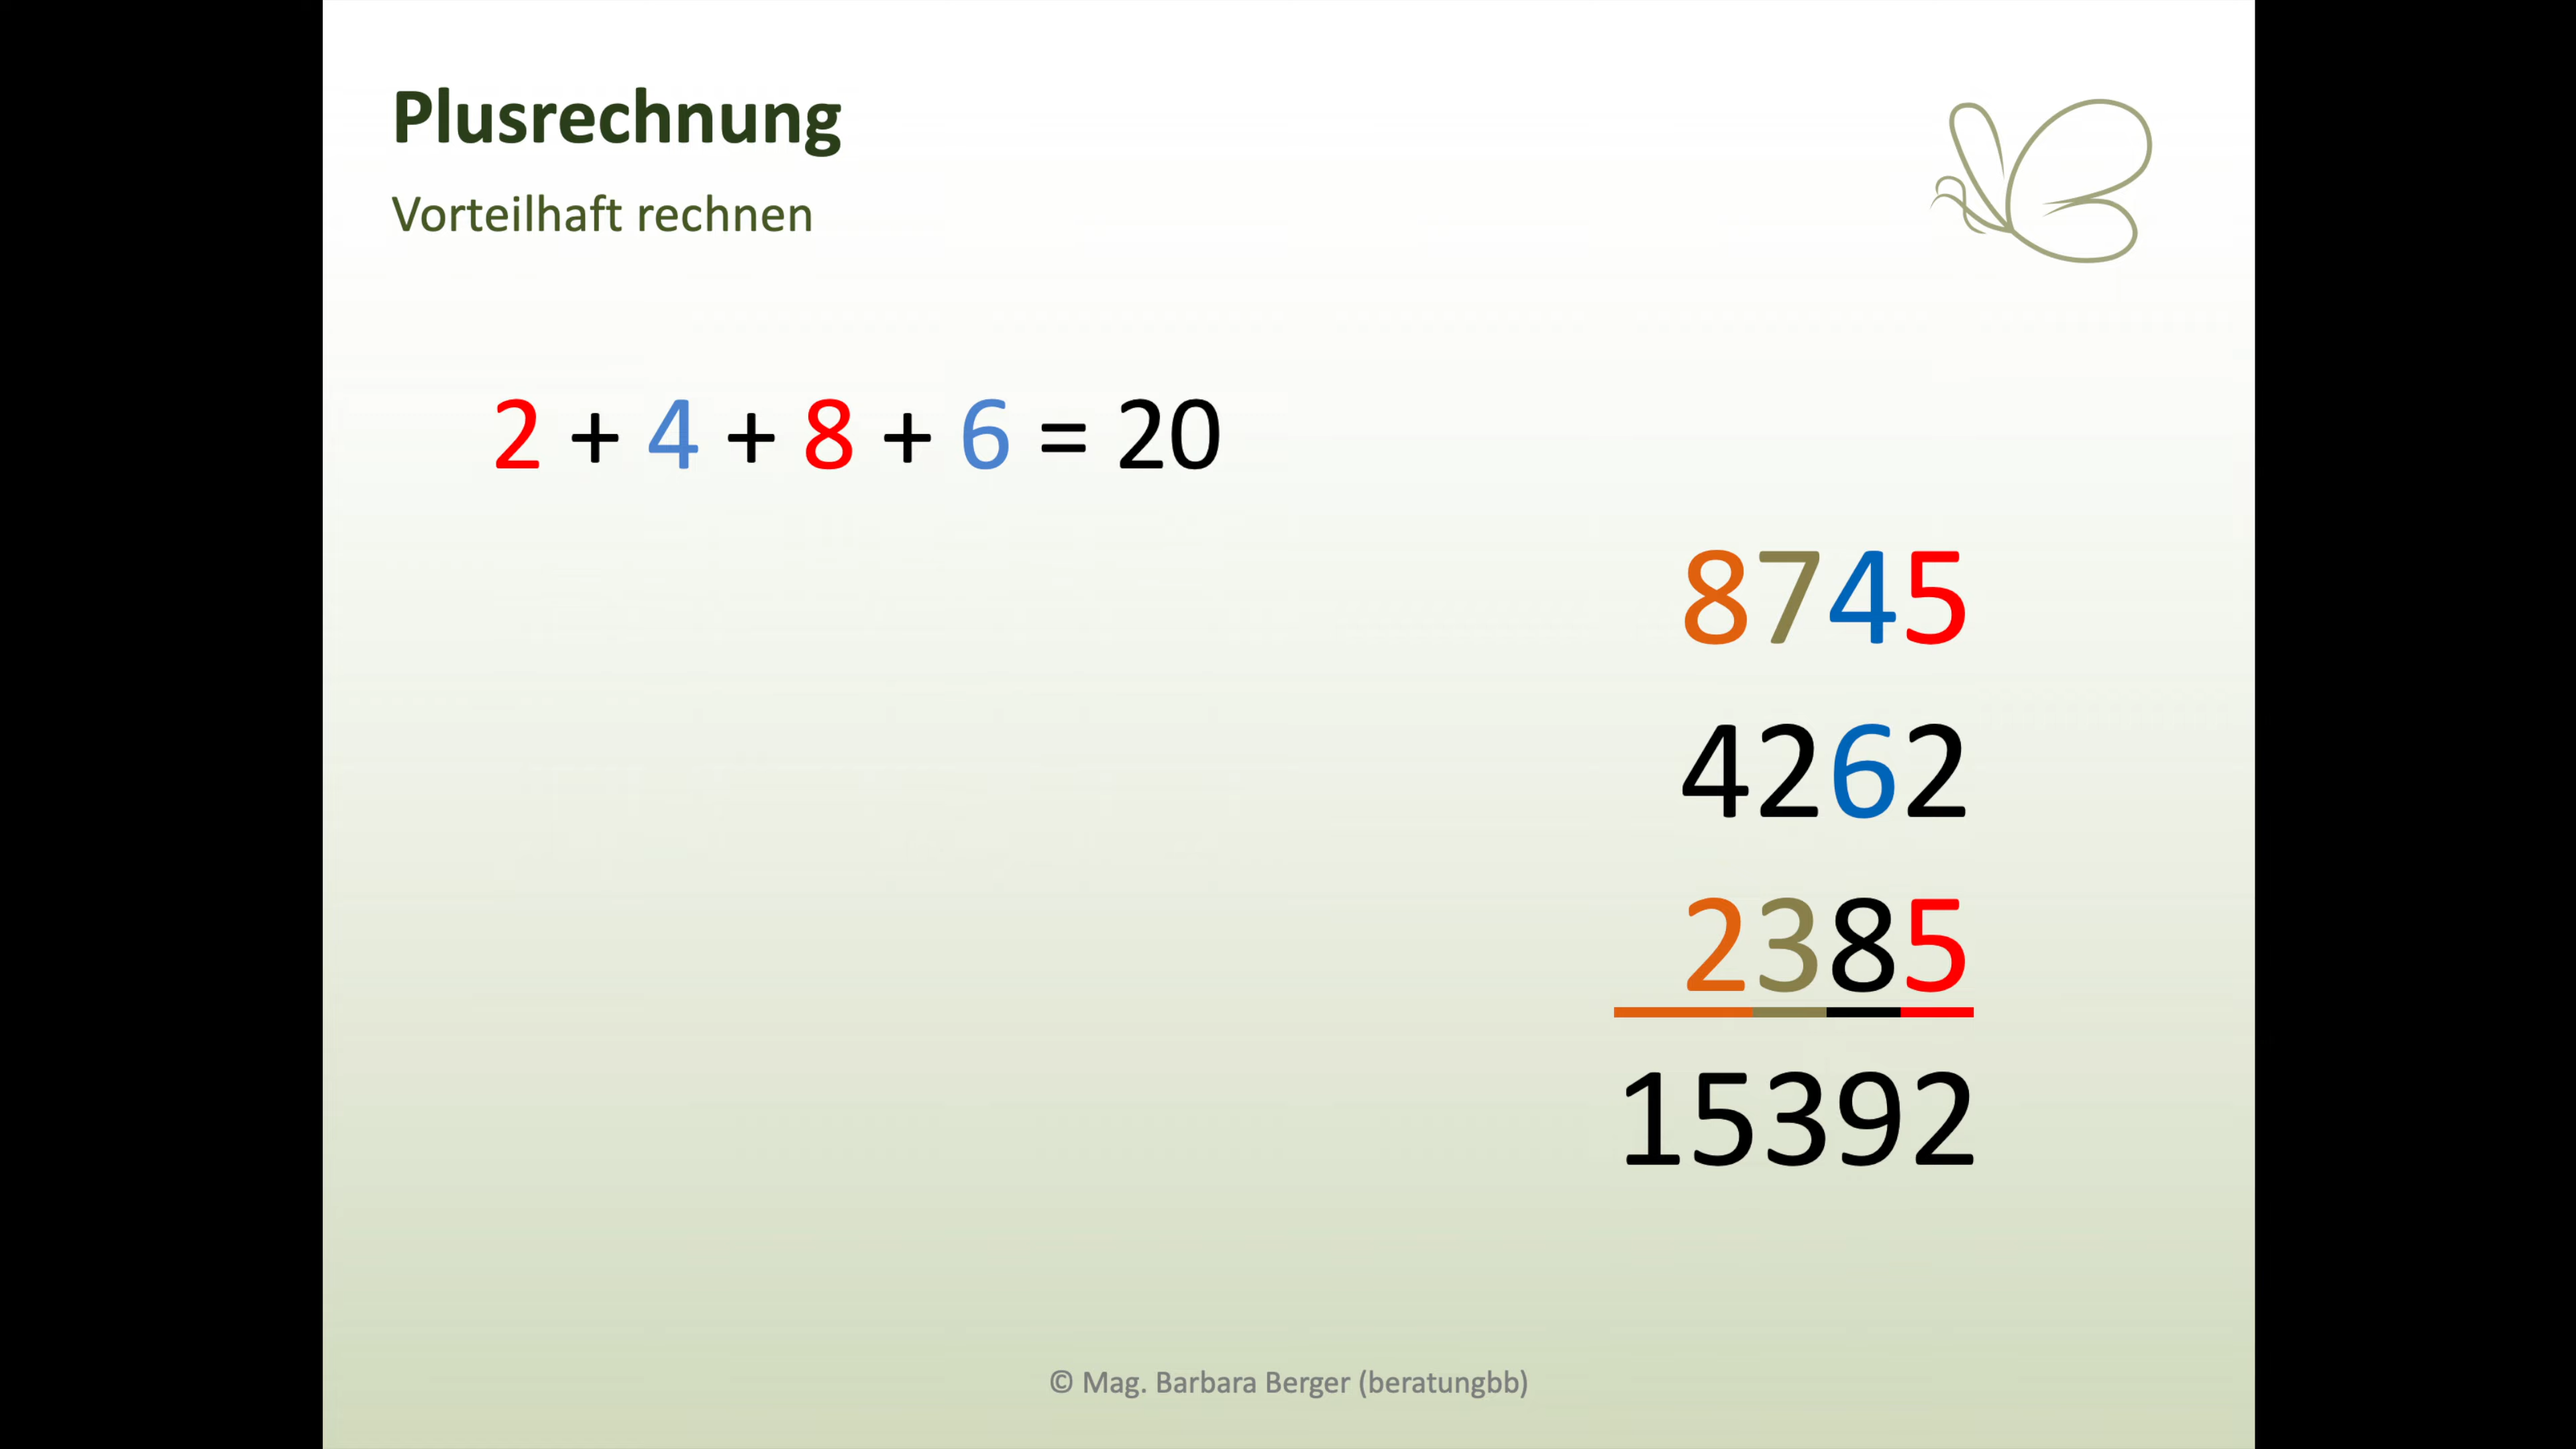 Plusrechnung
Vorteilhaft rechnen
2 + 4 + 8 + 6 = 20
8745
4262
2385
15392
© Mag. Barbara Berger (beratungbb)